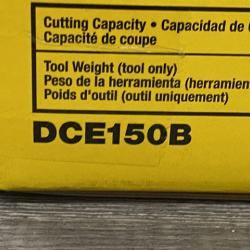 Cutting Capacity • Capacidad de
Capacité de coupe
Tool Weight (tool only)
Peso de la herramienta (herramien
Poids d'outil (outil uniquement)
DCE150B